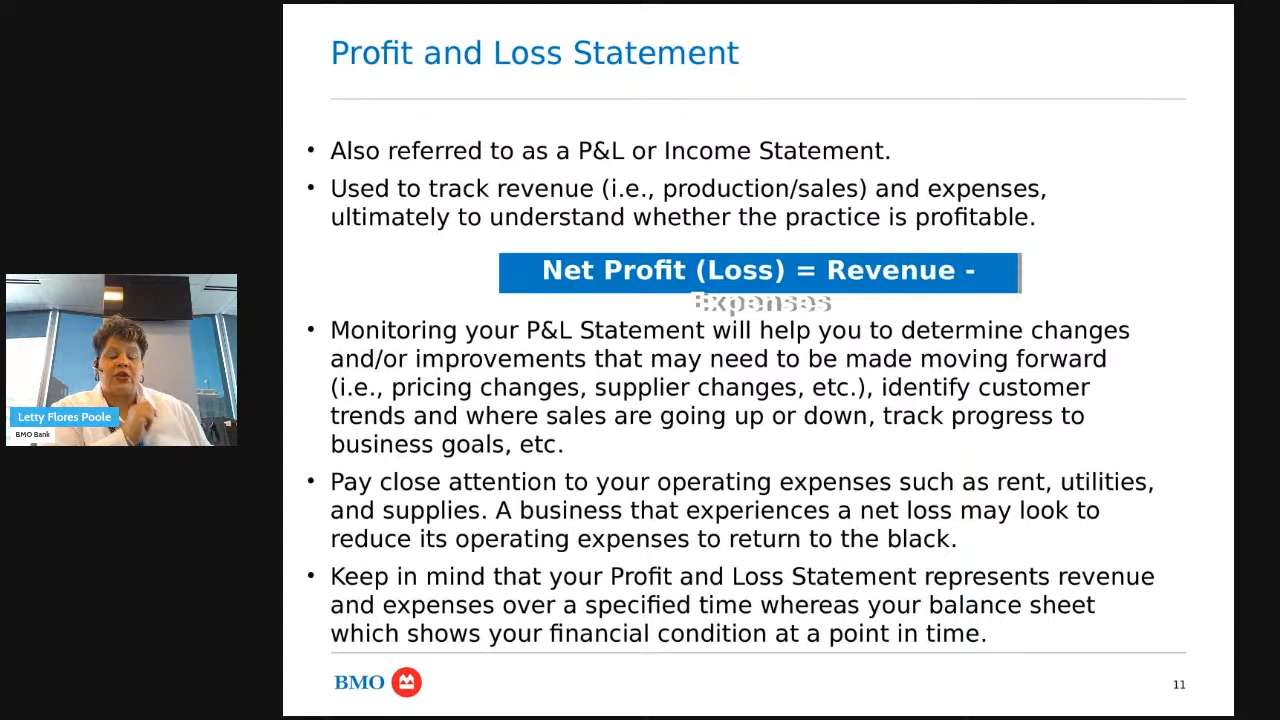 Profit and Loss Statement
• Also referred to as a P&L or Income Statement.
• Used to track revenue (i.e., production/sales) and expenses,
ultimately to understand whether the practice is profitable.
Net Profit (Loss) = Revenue -
Expenses
• Monitoring your P&L Statement will help you to determine changes
and/or improvements that may need to be made moving forward
(i.e., pricing changes, supplier changes, etc.), identify customer
trends and where sales are going up or down, track progress to
business goals, etc.
• Pay close attention to your operating expenses such as rent, utilities,
and supplies. A business that experiences a net loss may look to
reduce its operating expenses to return to the black.
• Keep in mind that your Profit and Loss Statement represents revenue
and expenses over a specified time whereas your balance sheet
which shows your financial condition at a point in time.
BMO
11
Letty Flores Poole
BMO Bank